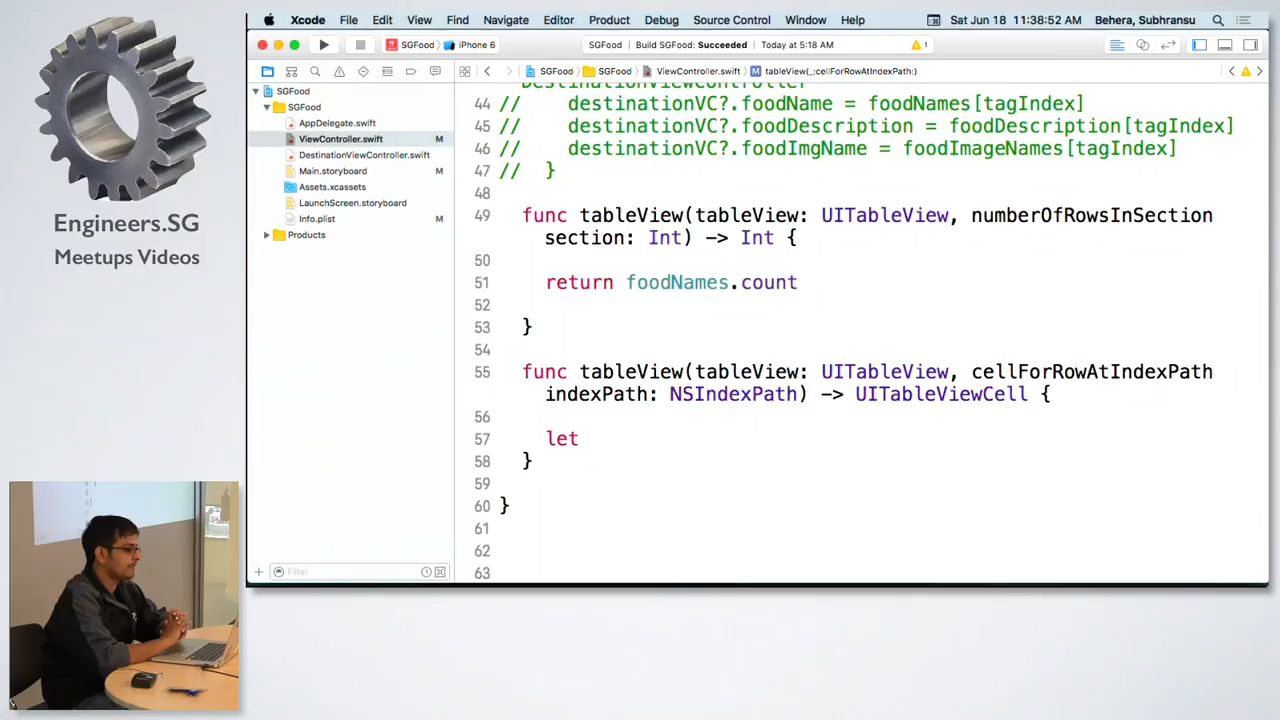 Xcode File Edit View Find Navigate Editor Product Debug Source Control Window Help Sat Jun 18 11:38:52 AM Behera, Subhransu
SGFood iPhone 6 SGFood Build SGFood: Succeeded Today at 5:18 AM 1
SGFood SGFood ViewController.swift tableView(_:cellForRowAtIndexPath:)
SGFood
SGFood
AppDelegate.swift
ViewController.swift M
DestinationViewController.swift
Main.storyboard M
Assets.xcassets
LaunchScreen.storyboard
Info.plist M
Products
Filter
DestinationViewController
44 // destinationVC?.foodName = foodNames[tagIndex]
45 // destinationVC?.foodDescription = foodDescription[tagIndex]
46 // destinationVC?.foodImgName = foodImageNames[tagIndex]
47 // }
48
49 func tableView(tableView: UITableView, numberOfRowsInSection
section: Int) -> Int {
50
51 return foodNames.count
52
53 }
54
55 func tableView(tableView: UITableView, cellForRowAtIndexPath
indexPath: NSIndexPath) -> UITableViewCell {
56
57 let
58 }
59
60 }
61
62
63
Engineers.SG
Meetups Videos